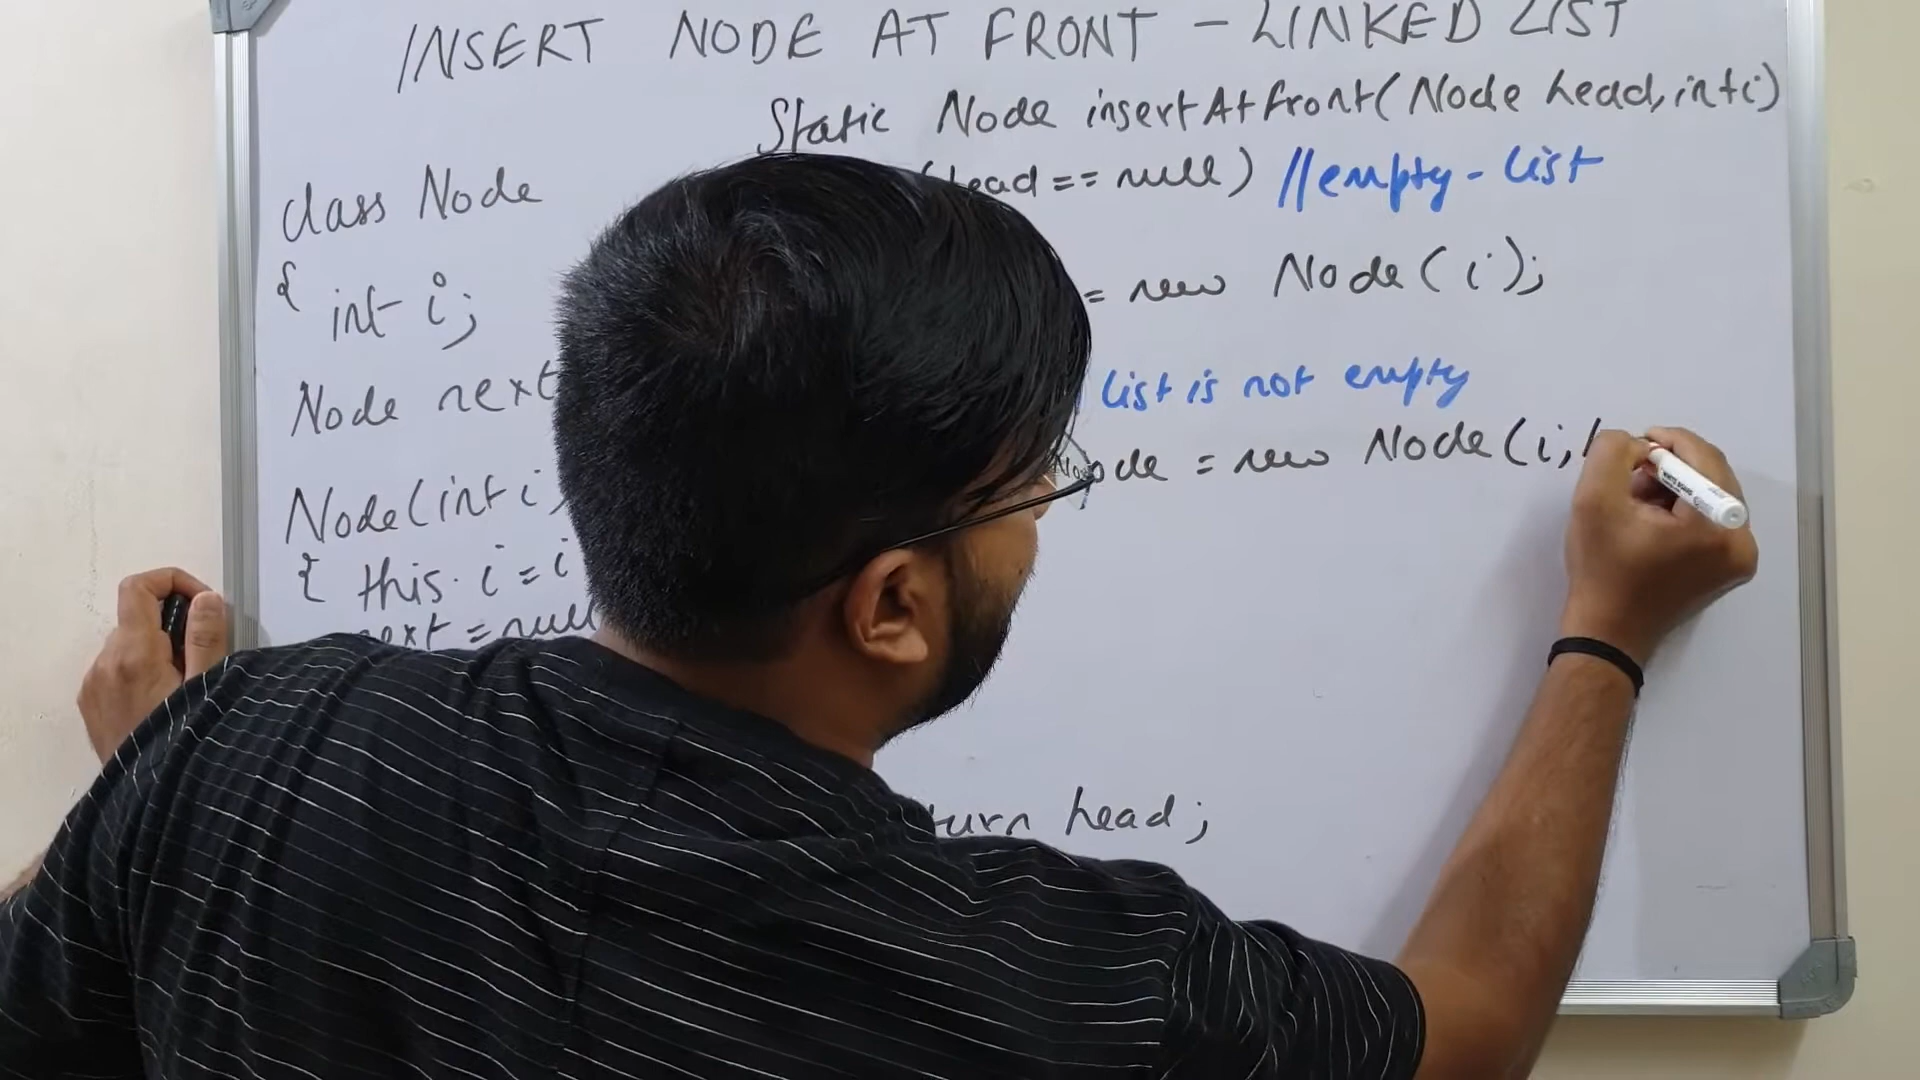 INSERT NODE AT FRONT - LINKED LIST
Static Node insertAtfront(Node head, int i)
head == null) //empty-list
= new Node(i);
list is not empty
Node = new Node(i,
turn head;
class Node
{
int i;
Node next
Node(int i)
{ this.i = i
next = null